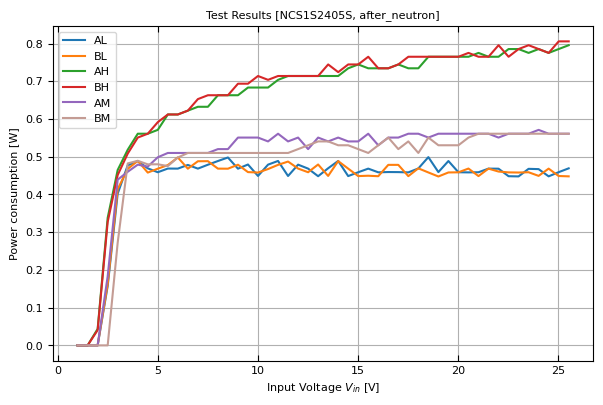 Test Results [NCS1S2405S, after_neutron]
AL
BL
AH
BH
AM
BM
Power consumption [W]
0.8
0.7
0.6
0.5
0.4
0.3
0.2
0.1
0.0
0 5 10 15 20 25
Input Voltage V_in [V]